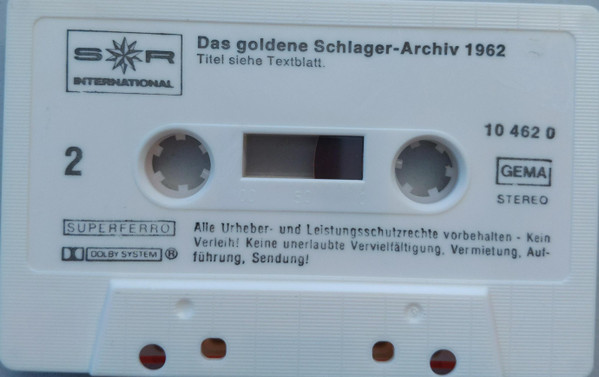 S R
INTERNATIONAL
Das goldene Schlager-Archiv 1962
Titel siehe Textblatt.
2
10 462 0
GEMA
STEREO
SUPERFERRO
DOLBY SYSTEM ®
Alle Urheber- und Leistungsschutzrechte vorbehalten - Kein
Verleih! Keine unerlaubte Vervielfältigung, Vermietung, Auf-
führung, Sendung!